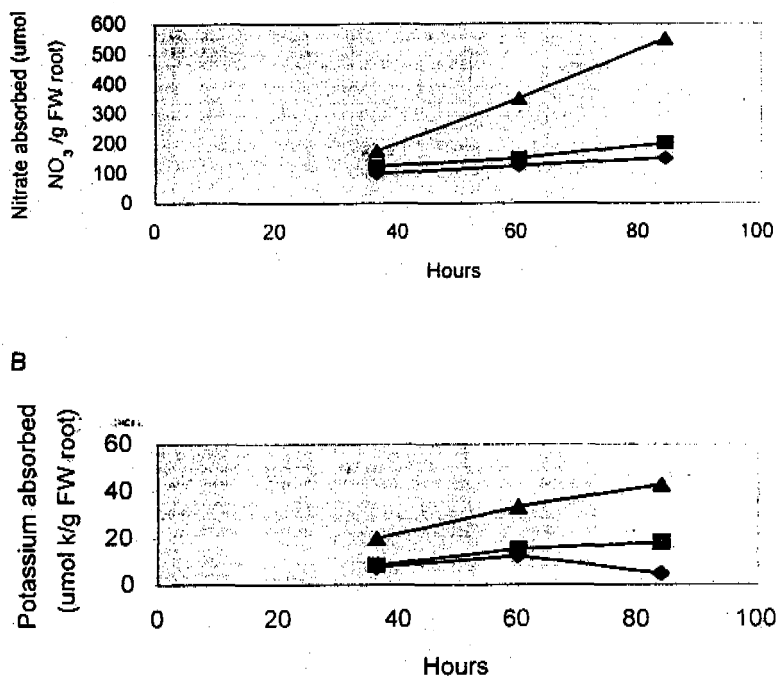 Nitrate absorbed (umol
NO3 /g FW root)
600
500
400
300
200
100
0
0 20 40 60 80 100
Hours
B
Potassium absorbed
(umol k/g FW root)
60
40
20
0
0 20 40 60 80 100
Hours